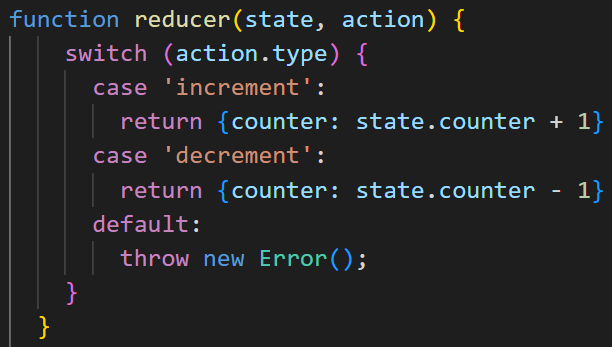 function reducer(state, action) {
    switch (action.type) {
      case 'increment':
        return {counter: state.counter + 1}
      case 'decrement':
        return {counter: state.counter - 1}
      default:
        throw new Error();
    }
  }